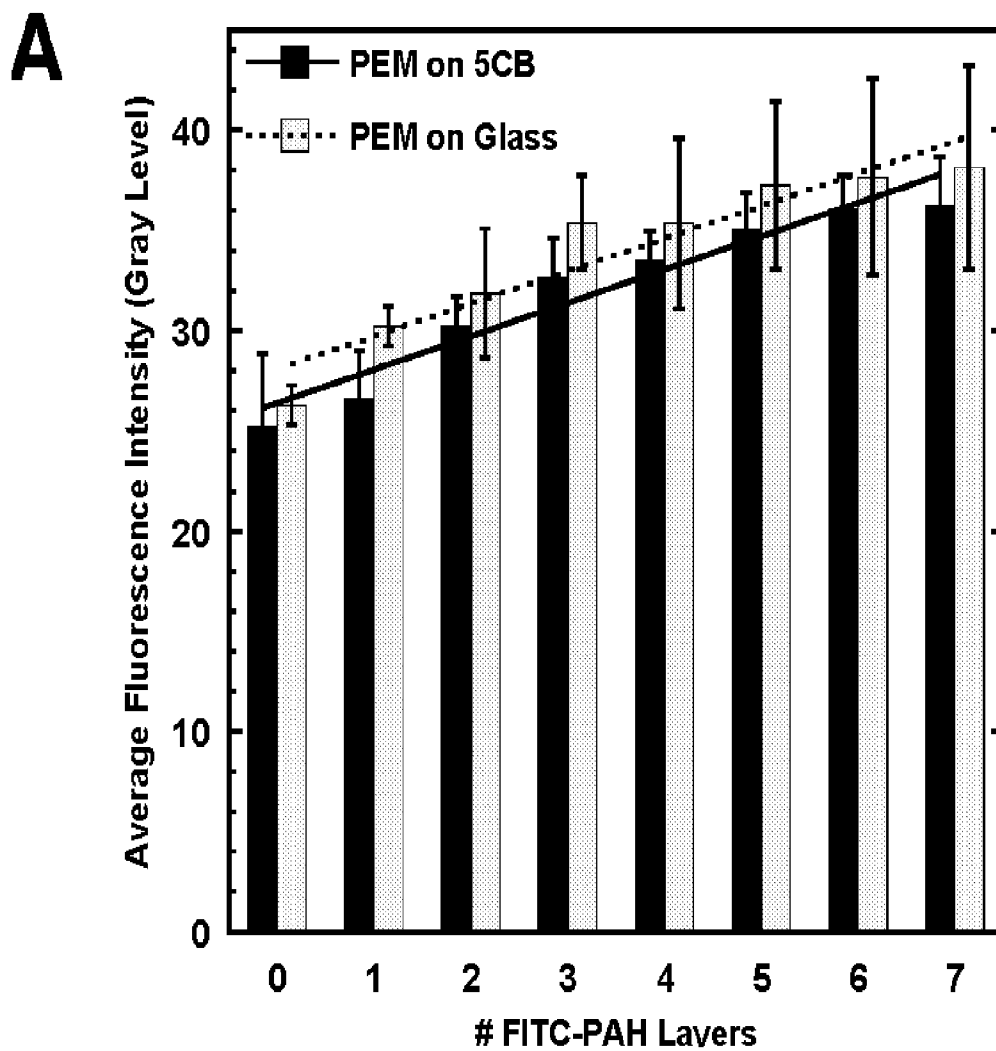 A
PEM on 5CB
PEM on Glass
Average Fluorescence Intensity (Gray Level)
40
30
20
10
0
0 1 2 3 4 5 6 7
# FITC-PAH Layers